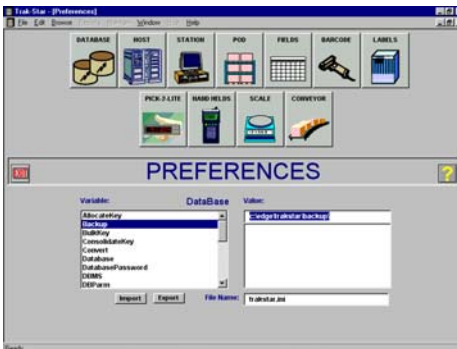 Trak-Star - [Preferences]
File Edit Browse Window Help
DATABASE HOST STATION POD FIELDS BARCODE LABELS
PICK-2-LITE HAND HELDS SCALE CONVEYOR
PREFERENCES
Variable: DataBase Value:
AllocateKey
Backup
BulkKey
ConsolidateKey
Convert
Database
DatabasePassword
DBMS
DBParm
c:\edge\trakstar\backup\
Import Export File Name: trakstar.ini
Ready